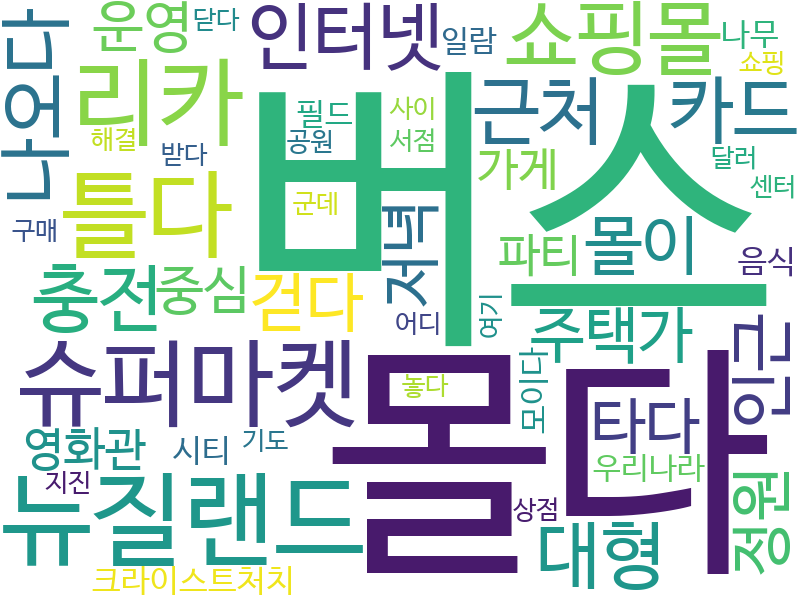 운영
닫다
인터넷
일람
쇼핑몰
나무
쇼핑
나오다
리카
버스
근처
카드
필드
사이
해결
받다
공원
서점
가게
달러
센터
틀다
군데
저녁
구매
파티
몰이
음식
충전
중심
걷다
어디
여기
주택가
인근
슈퍼마켓
몰다
놓다
모이다
타다
영화관
시티
기도
우리나라
지진
뉴질랜드
상점
대형
정원
크라이스트처치